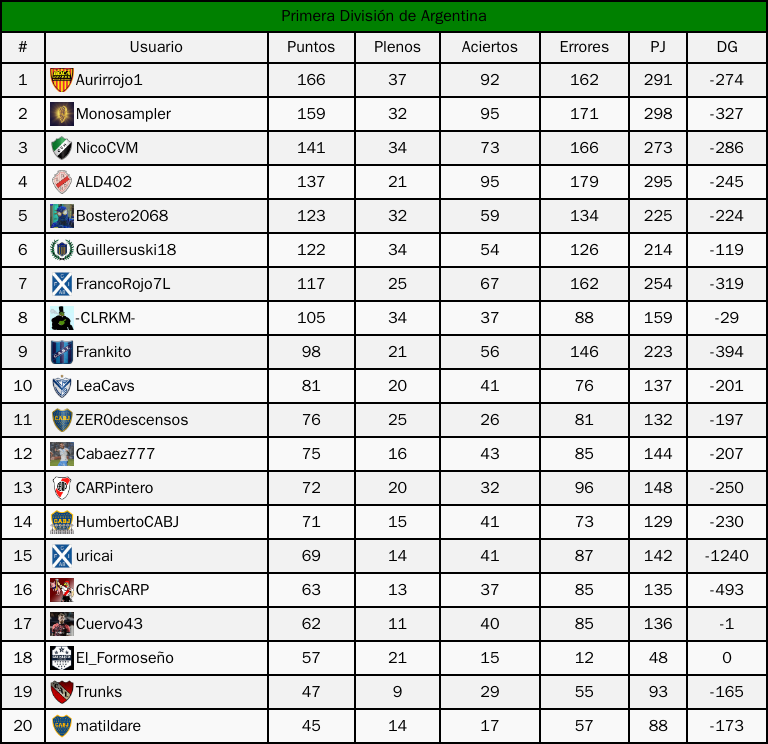 Primera División de Argentina
# Usuario Puntos Plenos Aciertos Errores PJ DG
1 Aurirrojo1 166 37 92 162 291 -274
2 Monosampler 159 32 95 171 298 -327
3 NicoCVM 141 34 73 166 273 -286
4 ALD402 137 21 95 179 295 -245
5 Bostero2068 123 32 59 134 225 -224
6 Guillersuski18 122 34 54 126 214 -119
7 FrancoRojo7L 117 25 67 162 254 -319
8 -CLRKM- 105 34 37 88 159 -29
9 Frankito 98 21 56 146 223 -394
10 LeaCavs 81 20 41 76 137 -201
11 ZER0descensos 76 25 26 81 132 -197
12 Cabaez777 75 16 43 85 144 -207
13 CARPintero 72 20 32 96 148 -250
14 HumbertoCABJ 71 15 41 73 129 -230
15 uricai 69 14 41 87 142 -1240
16 ChrisCARP 63 13 37 85 135 -493
17 Cuervo43 62 11 40 85 136 -1
18 El_Formoseño 57 21 15 12 48 0
19 Trunks 47 9 29 55 93 -165
20 matildare 45 14 17 57 88 -173